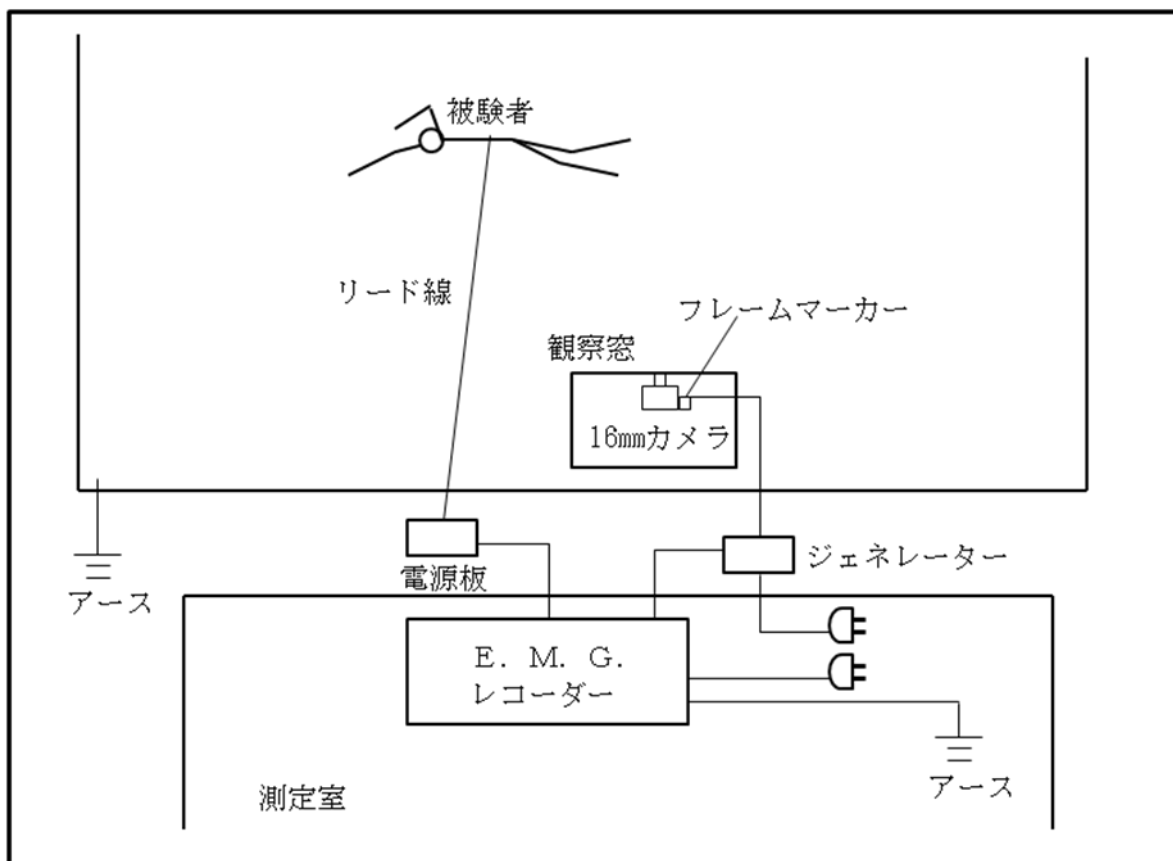 被験者
リード線
フレームマーカー
観察窓
16mmカメラ
電源板
ジェネレーター
アース
E. M. G.
レコーダー
アース
測定室